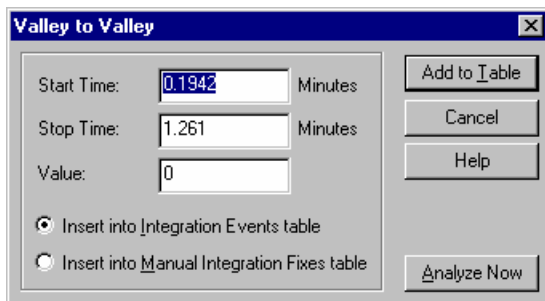 Valley to Valley
Start Time: 0.1942 Minutes
Add to Table
Stop Time: 1.261 Minutes
Cancel
Value: 0
Help
Insert into Integration Events table
Insert into Manual Integration Fixes table
Analyze Now